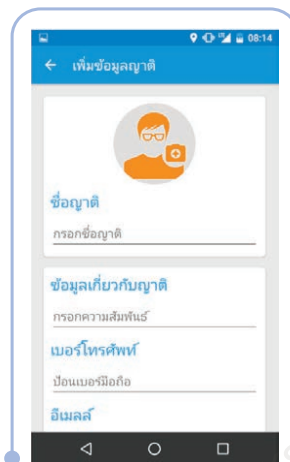 08:14
เพิ่มข้อมูลญาติ
ชื่อญาติ
กรอกชื่อญาติ
ข้อมูลเกี่ยวกับญาติ
กรอกความสัมพันธ์
เบอร์โทรศัพท์
ป้อนเบอร์มือถือ
อีเมลล์